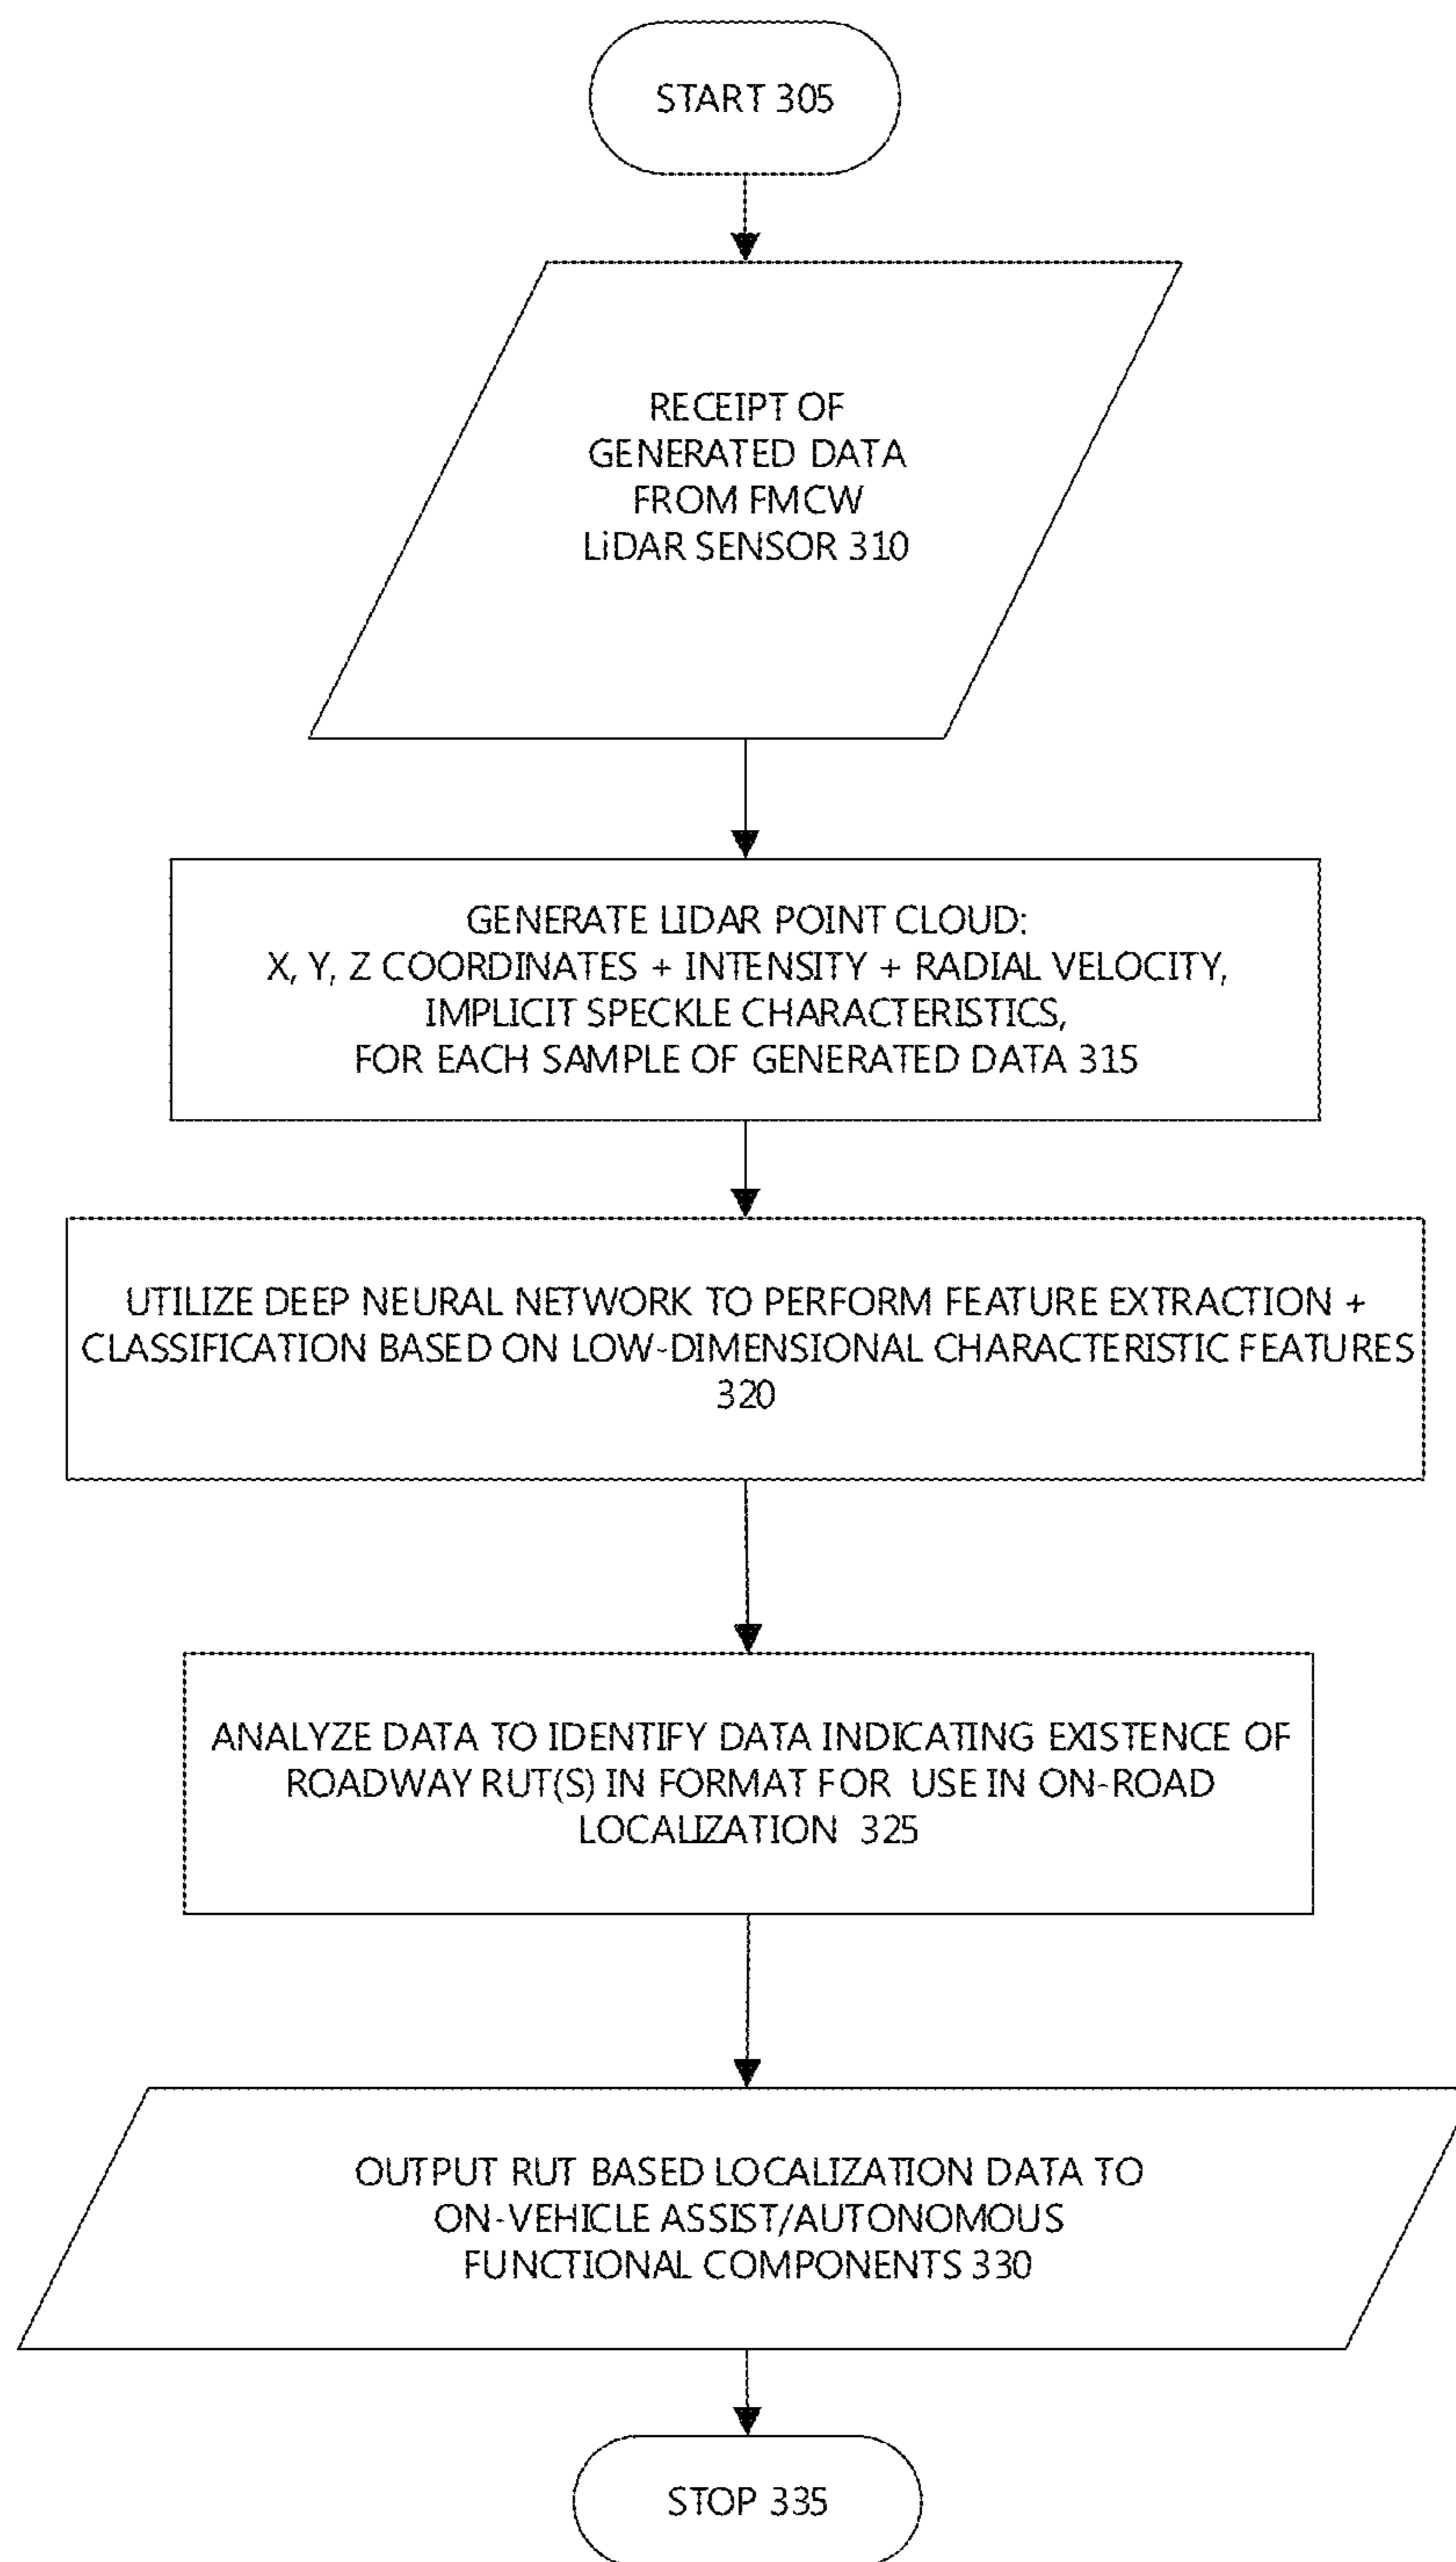 START 305
RECEIPT OF
GENERATED DATA
FROM FMCW
LiDAR SENSOR 310
GENERATE LIDAR POINT CLOUD:
X, Y, Z COORDINATES + INTENSITY + RADIAL VELOCITY,
IMPLICIT SPECKLE CHARACTERISTICS,
FOR EACH SAMPLE OF GENERATED DATA 315
UTILIZE DEEP NEURAL NETWORK TO PERFORM FEATURE EXTRACTION +
CLASSIFICATION BASED ON LOW-DIMENSIONAL CHARACTERISTIC FEATURES
320
ANALYZE DATA TO IDENTIFY DATA INDICATING EXISTENCE OF
ROADWAY RUT(S) IN FORMAT FOR USE IN ON-ROAD
LOCALIZATION 325
OUTPUT RUT BASED LOCALIZATION DATA TO
ON-VEHICLE ASSIST/AUTONOMOUS
FUNCTIONAL COMPONENTS 330
STOP 335